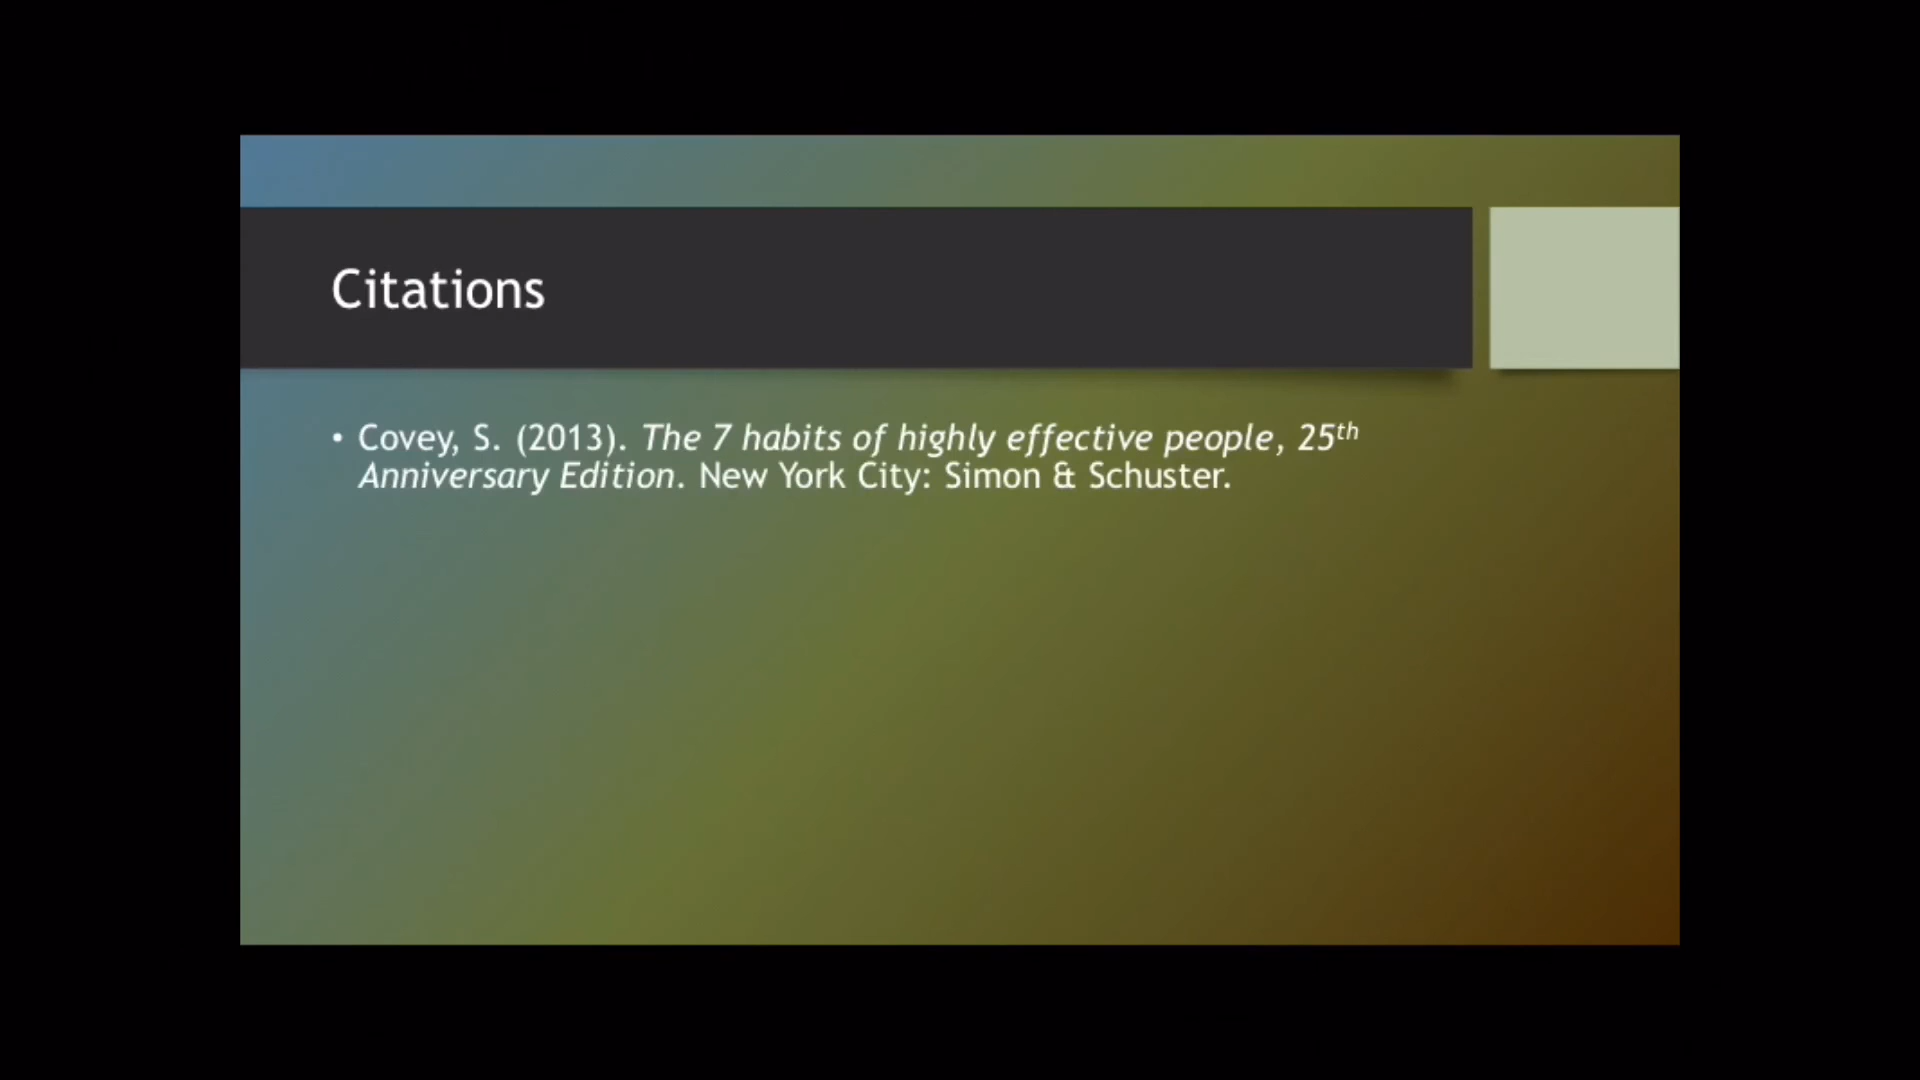 Citations
• Covey, S. (2013). The 7 habits of highly effective people, 25th
Anniversary Edition. New York City: Simon & Schuster.